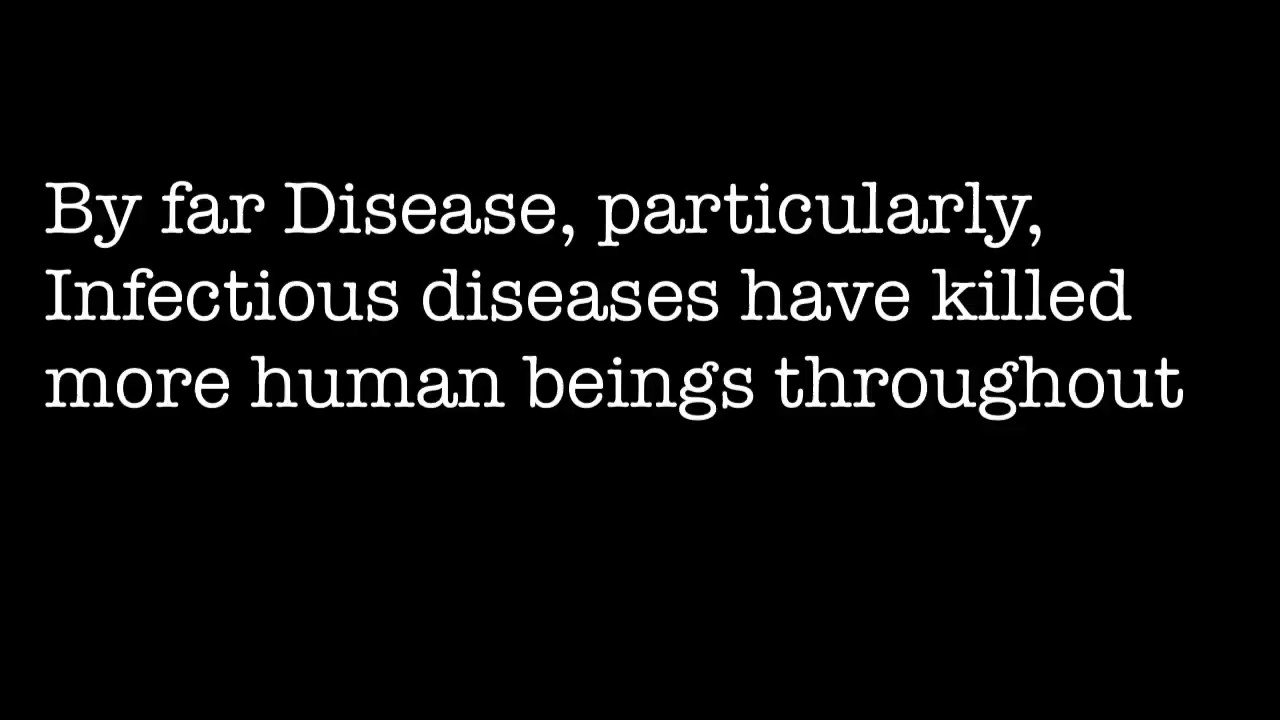 By far Disease, particularly,
Infectious diseases have killed
more human beings throughout